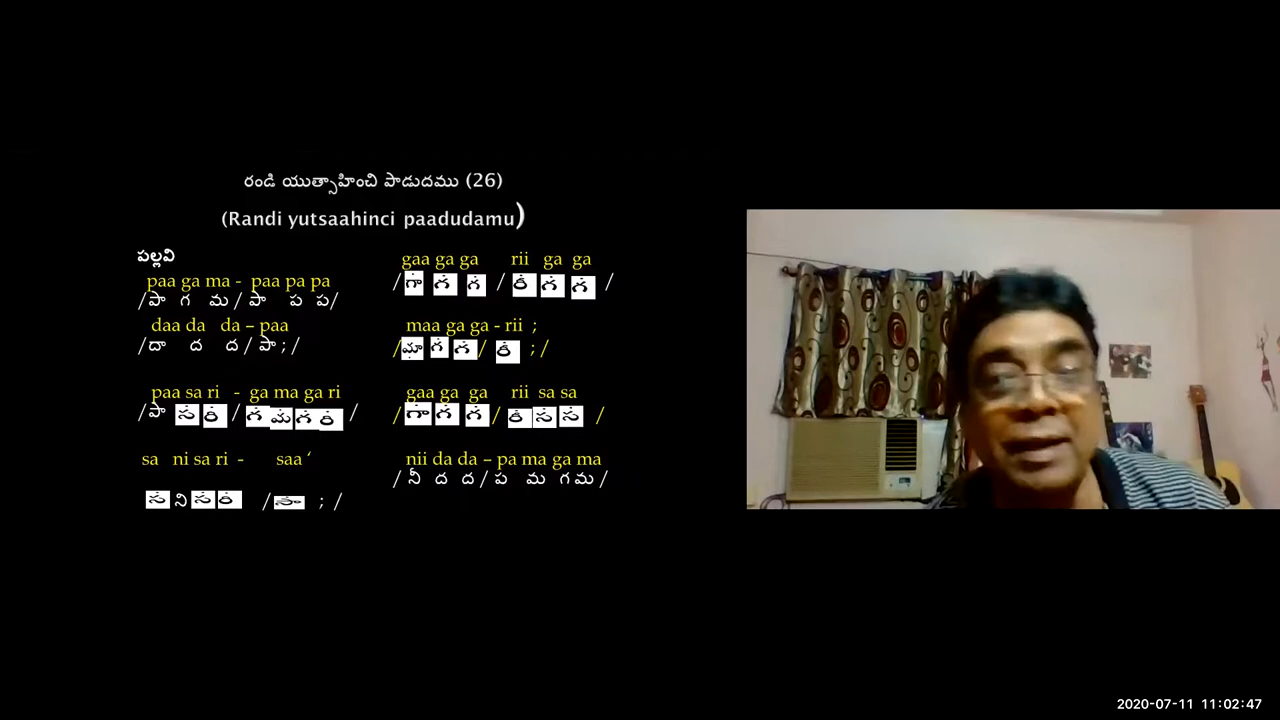 రండి యుత్సాహించి పాడుదము (26)
(Randi yutsaahinci paadudamu)
పల్లవి
paa ga ma - paa pa pa
/పా గ మ / పా ప ప/
daa da da – paa
/దా ద ద / పా ; /
paa sa ri - ga ma ga ri
/ పా స రి / గ మ గ రి /
sa ni sa ri - saa ‘
స ని స రి / సా ; /
gaa ga ga rii ga ga
/ గా గ గ / రీ గ గ /
maa ga ga - rii ;
/ మా గ గ / రీ ; /
gaa ga ga rii sa sa
/ గా గ గ / రీ స స /
nii da da – pa ma ga ma
/ నీ ద ద / ప మ గమ /
2020-07-11 11:02:47